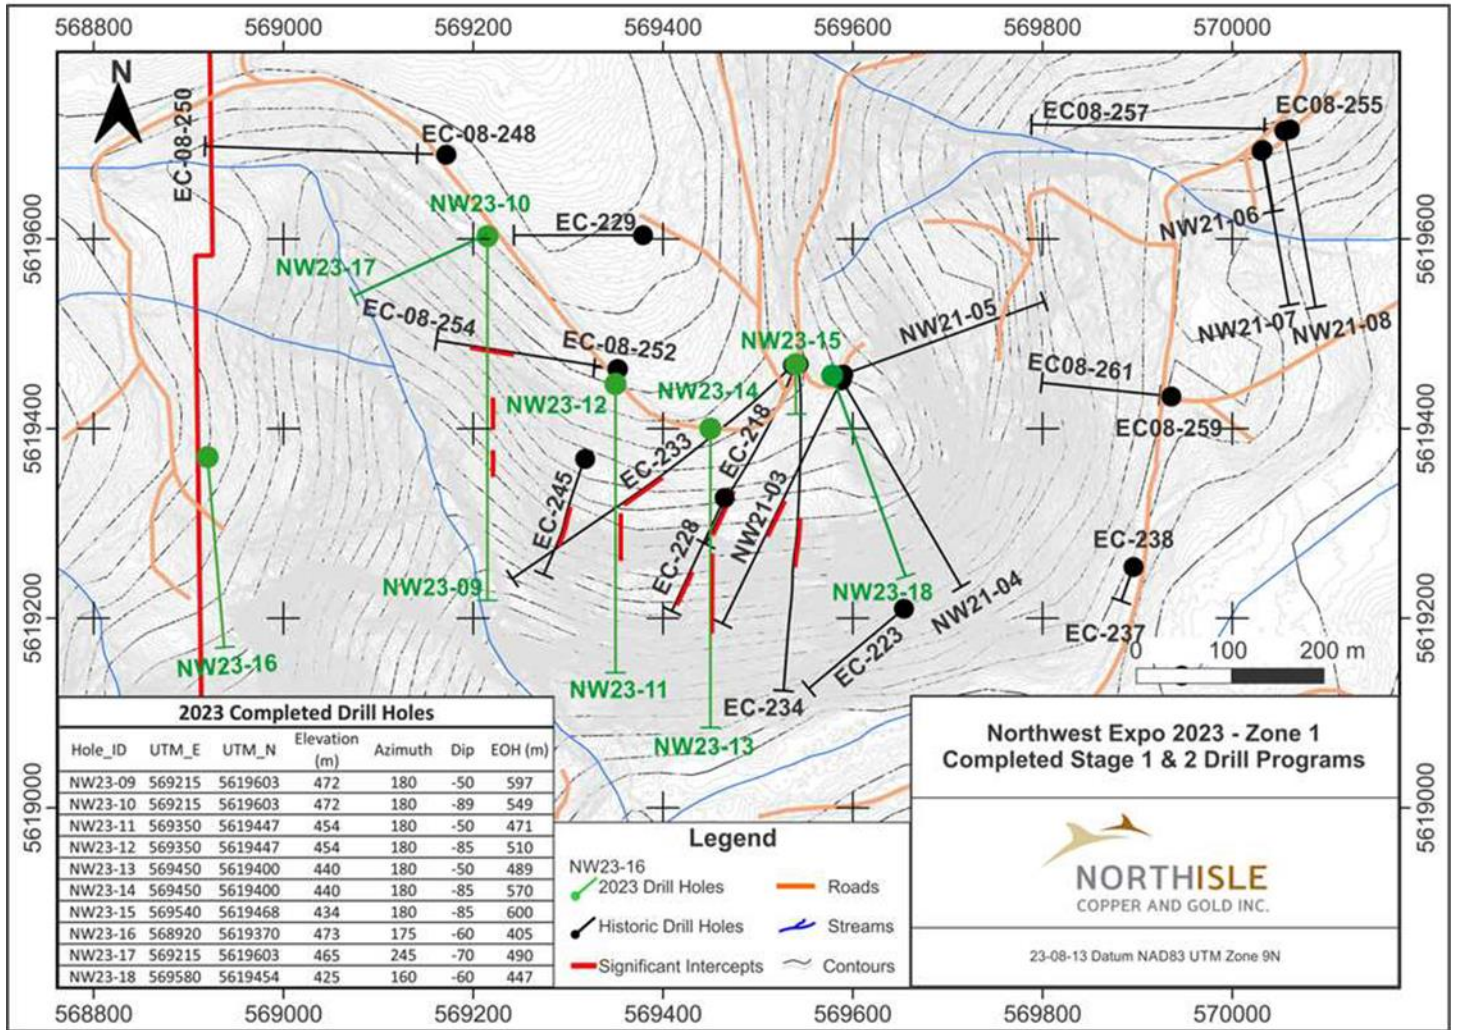 568800 569000 569200 569400 569600 569800 570000
N
EC-08-250
EC-08-248
EC08-257
EC08-255
NW23-10
EC-229
NW21-06
5619600
5619600
NW23-17
EC-08-254
EC-08-252
NW23-15
NW21-05
NW21-07
NW21-08
EC08-261
NW23-12
NW23-14
EC-218
EC08-259
5619400
5619400
EC-233
EC-245
NW21-03
EC-228
EC-238
NW23-09
NW23-18
NW21-04
5619200
5619200
EC-237
EC-223
NW23-16
NW23-11
EC-234
NW23-13
0 100 200 m
2023 Completed Drill Holes
Hole_ID UTM_E UTM_N Elevation (m) Azimuth Dip EOH (m)
NW23-09 569215 5619603 472 180 -50 597
NW23-10 569215 5619603 472 180 -89 549
NW23-11 569350 5619447 454 180 -50 471
NW23-12 569350 5619447 454 180 -85 510
NW23-13 569450 5619400 440 180 -50 489
NW23-14 569450 5619400 440 180 -85 570
NW23-15 569540 5619468 434 180 -85 600
NW23-16 568920 5619370 473 175 -60 405
NW23-17 569215 5619603 465 245 -70 490
NW23-18 569580 5619454 425 160 -60 447
5619000
5619000
Legend
NW23-16
2023 Drill Holes
Roads
Historic Drill Holes
Streams
Significant Intercepts
Contours
Northwest Expo 2023 - Zone 1
Completed Stage 1 & 2 Drill Programs
NORTHISLE
COPPER AND GOLD INC.
23-08-13 Datum NAD83 UTM Zone 9N
568800 569000 569200 569400 569600 569800 570000